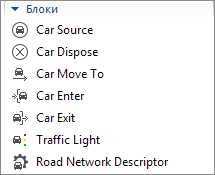 Блоки
Car Source
Car Dispose
Car Move To
Car Enter
Car Exit
Traffic Light
Road Network Descriptor